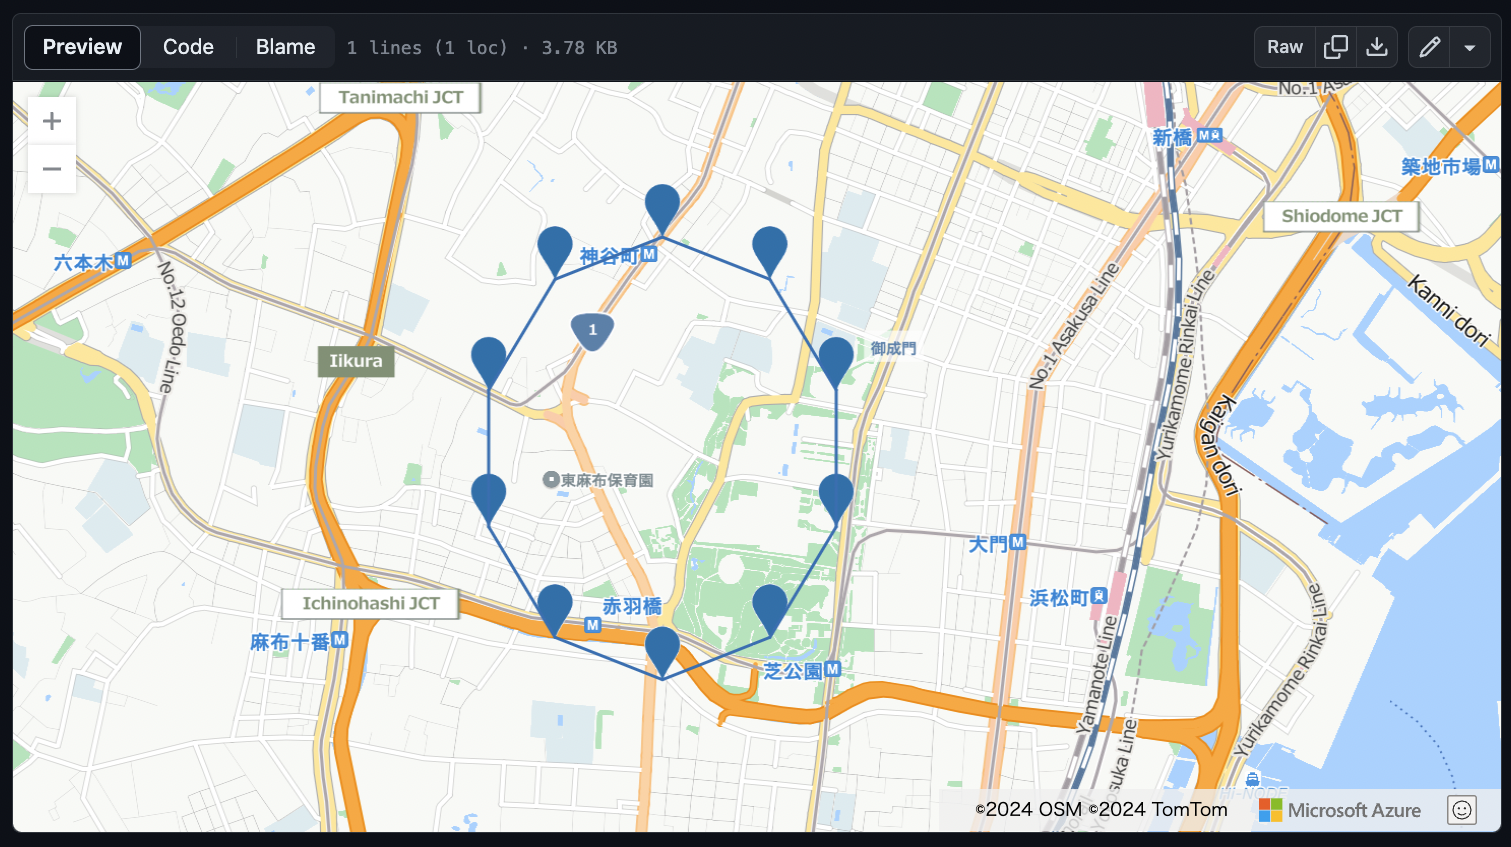 Preview
Code
Blame
1 lines (1 loc) · 3.78 KB
Raw
+
−
Tanimachi JCT
No.1 Asa
新橋 M
築地市場 M
Shiodome JCT
六本木 M
神谷町 M
No.12 Oedo Line
1
No.1 Asakusa Line
Yurikamome Rinkai Line
Kanni dori
Iikura
御成門
Kaigan dori
東麻布保育園
大門 M
浜松町
Ichinohashi JCT
赤羽橋
M
麻布十番 M
芝公園 M
Yamanote Line
Yurikamome Rinkai Line
osuka Line
Hi-NODE
©2024 OSM ©2024 TomTom
Microsoft Azure